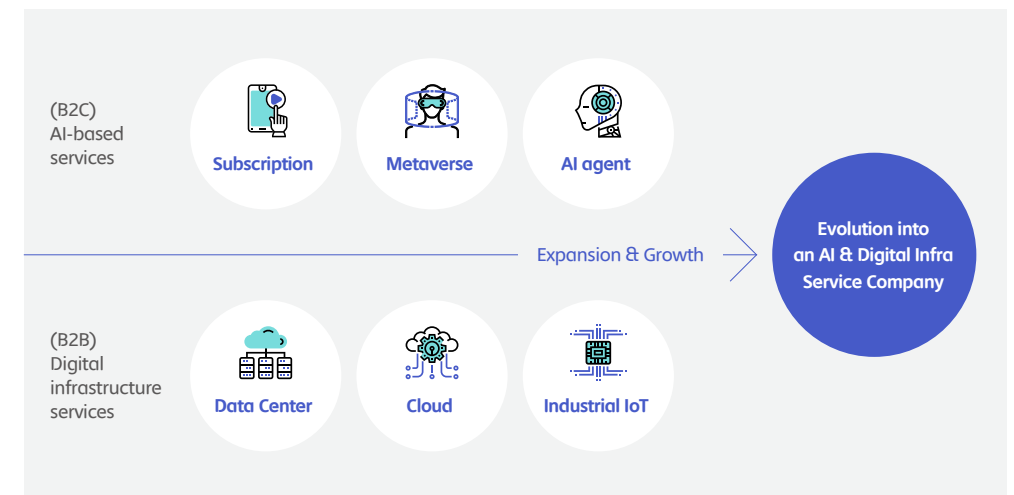 (B2C)
AI-based
services
Subscription
Metaverse
AI agent
Expansion & Growth
Evolution into
an AI & Digital Infra
Service Company
(B2B)
Digital
infrastructure
services
Data Center
Cloud
Industrial IoT